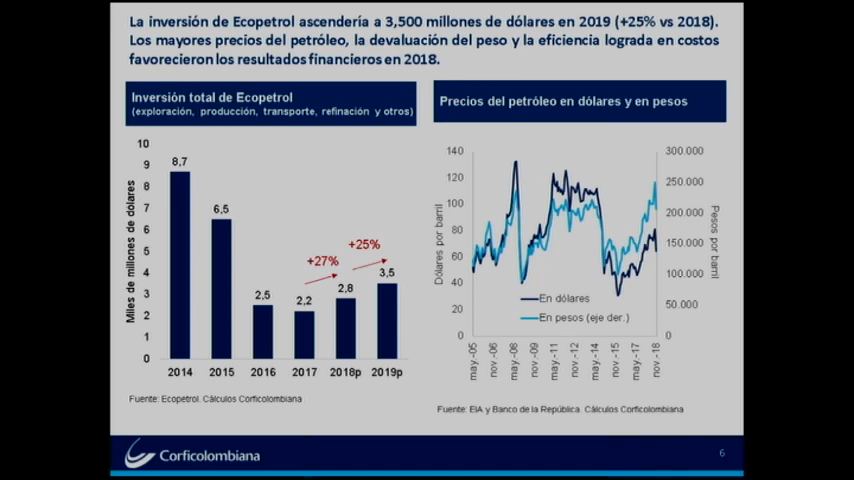 La inversión de Ecopetrol ascendería a 3,500 millones de dólares en 2019 (+25% vs 2018).
Los mayores precios del petróleo, la devaluación del peso y la eficiencia lograda en costos
favorecieron los resultados financieros en 2018.
Inversión total de Ecopetrol
(exploración, producción, transporte, refinación y otros)
Miles de millones de dólares
10
9
8
7
6
5
4
3
2
1
0
8,7
6,5
2,5
2,2
2,8
3,5
+27%
+25%
2014 2015 2016 2017 2018p 2019p
Fuente: Ecopetrol. Cálculos Corficolombiana
Precios del petróleo en dólares y en pesos
Dólares por barril
140
120
100
80
60
40
20
0
300.000
250.000
200.000
150.000
100.000
50.000
0
Pesos por barril
En dólares
En pesos (eje der.)
may.-05
nov.-06
may.-08
nov.-09
may.-11
nov.-12
may.-14
nov.-15
may.-17
nov.-18
Fuente: EIA y Banco de la República. Cálculos Corficolombiana
Corficolombiana
6